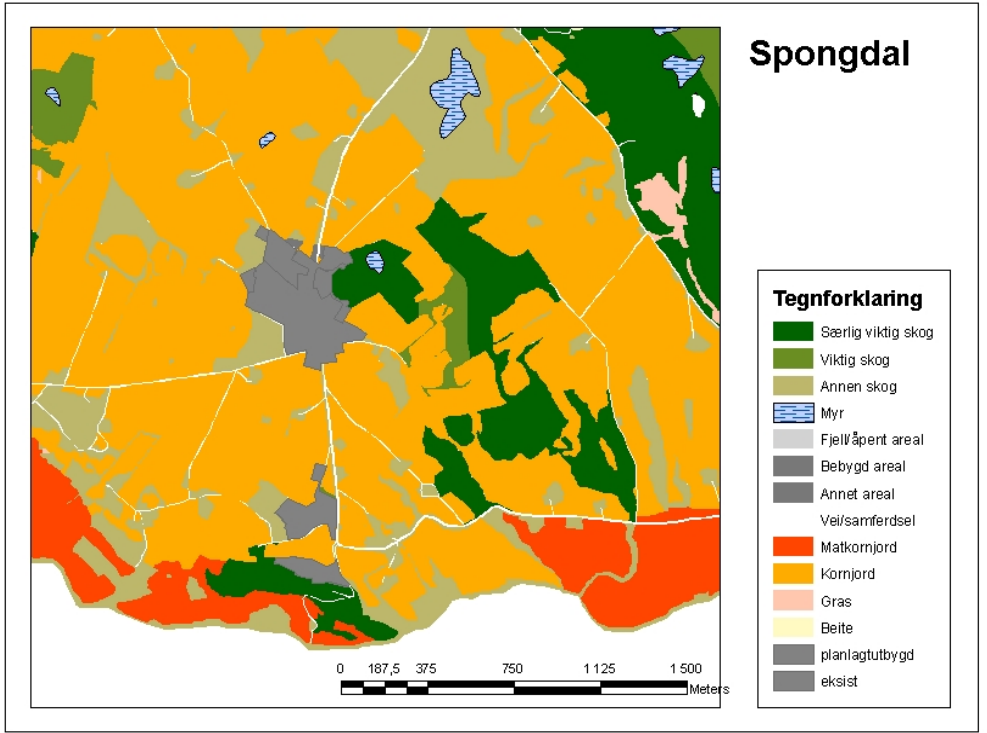 Spongdal
Tegnforklaring
Særlig viktig skog
Viktig skog
Annen skog
Myr
Fjell/åpent areal
Bebygd areal
Annet areal
Vei/samferdsel
Matkornjord
Kornjord
Gras
Beite
planlagtutbygd
eksist
0 187,5 375 750 1 125 1 500
Meters